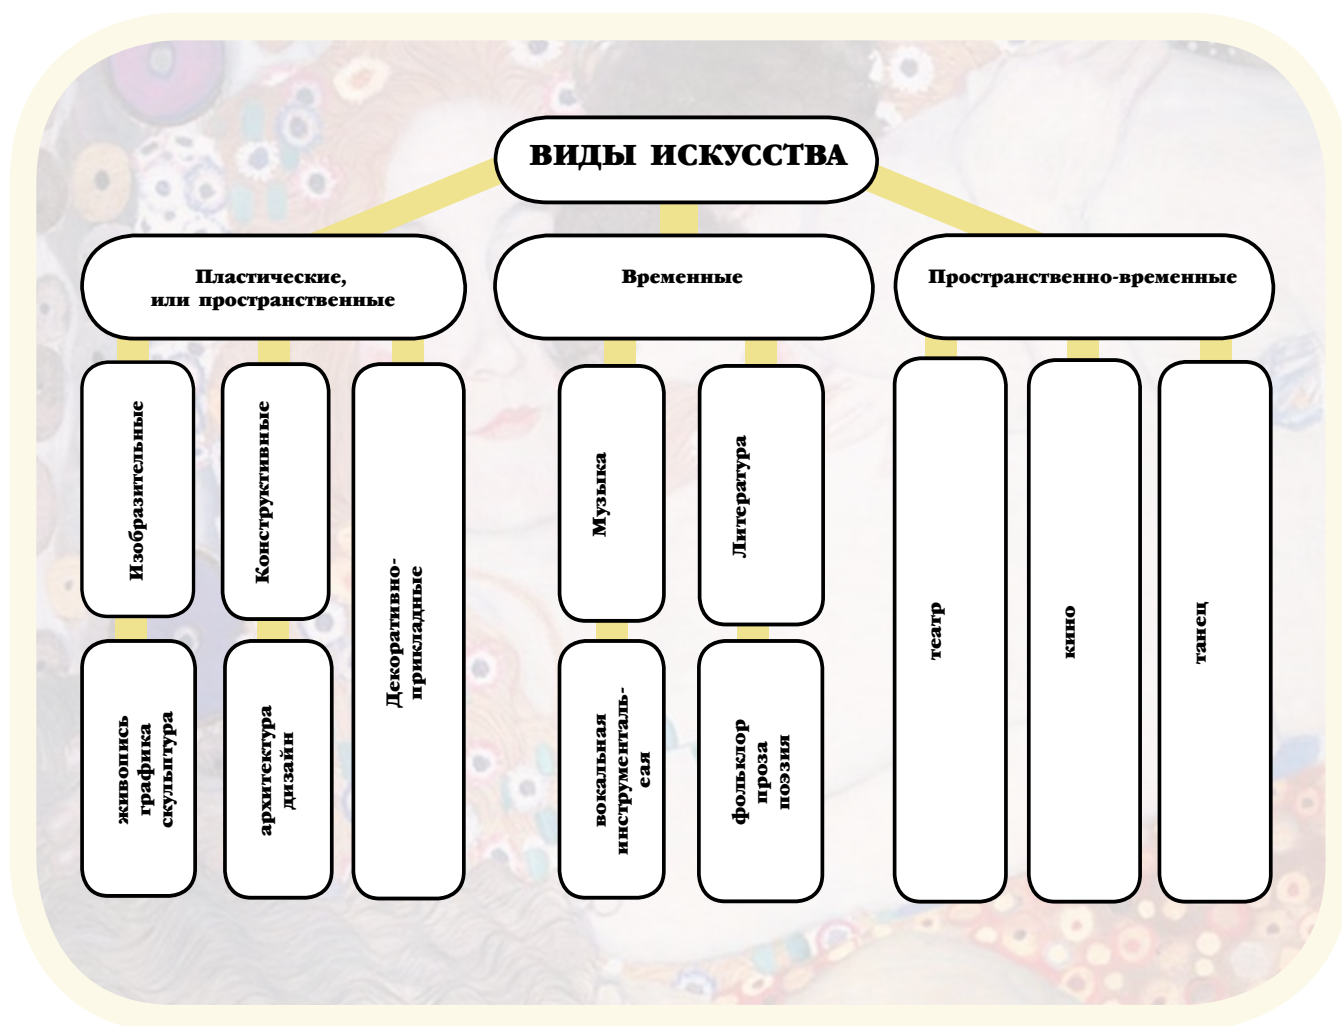 ВИДЫ ИСКУССТВА
Пластические,
или пространственные
Временные
Пространственно-временные
Изобразительные
Конструктивные
Декоративно-
прикладные
Музыка
Литература
театр
кино
танец
живопись
графика
скульптура
архитектура
дизайн
вокальная
инструменталь-
еая
фольклор
проза
поэзия